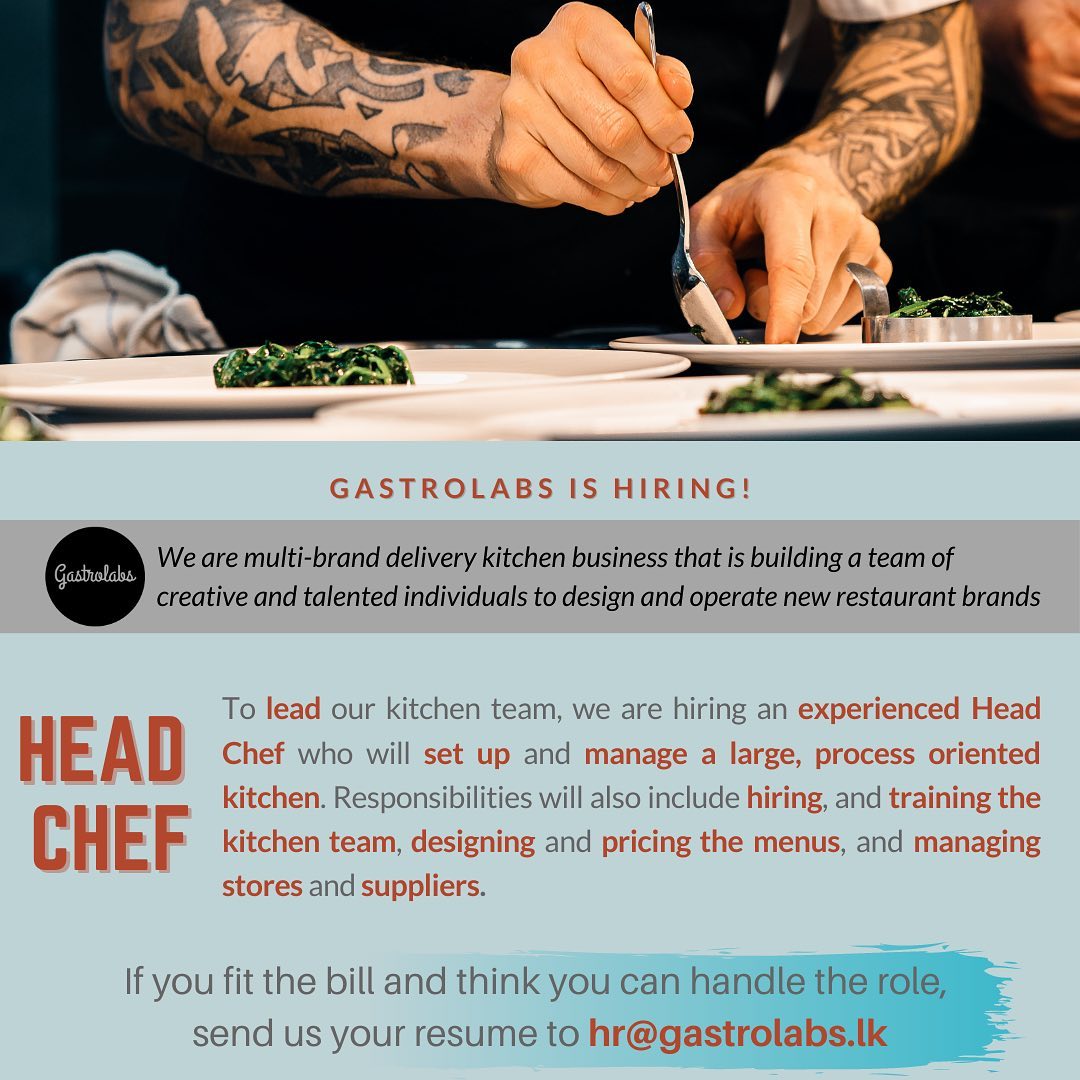 GASTROLABS IS HIRING!
Gastrolabs
We are multi-brand delivery kitchen business that is building a team of
creative and talented individuals to design and operate new restaurant brands
HEAD
CHEF
To lead our kitchen team, we are hiring an experienced Head
Chef who will set up and manage a large, process oriented
kitchen. Responsibilities will also include hiring, and training the
kitchen team, designing and pricing the menus, and managing
stores and suppliers.
If you fit the bill and think you can handle the role,
send us your resume to hr@gastrolabs.lk